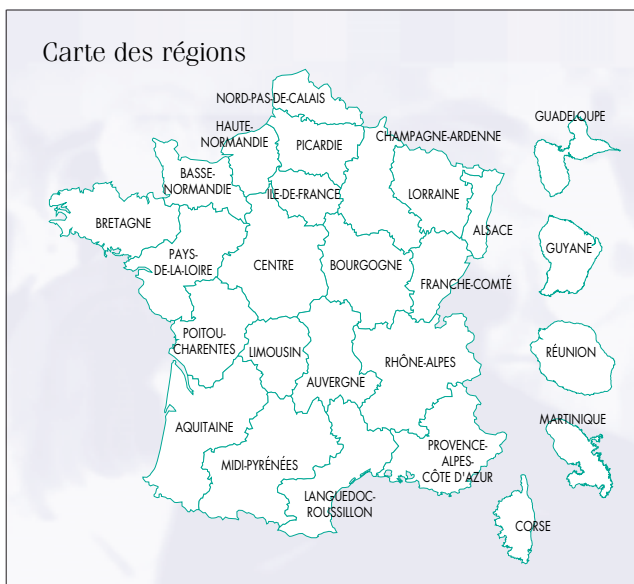 Carte des régions
NORD-PAS-DE-CALAIS
GUADELOUPE
HAUTE-
NORMANDIE
PICARDIE
CHAMPAGNE-ARDENNE
BASSE-
NORMANDIE
ILE-DE-FRANCE
LORRAINE
BRETAGNE
ALSACE
PAYS-
DE-LA-LOIRE
CENTRE
BOURGOGNE
GUYANE
FRANCHE-COMTÉ
POITOU-
CHARENTES
LIMOUSIN
AUVERGNE
RHÔNE-ALPES
RÉUNION
AQUITAINE
MARTINIQUE
MIDI-PYRÉNÉES
PROVENCE-
ALPES-
CÔTE D'AZUR
LANGUEDOC-
ROUSSILLON
CORSE